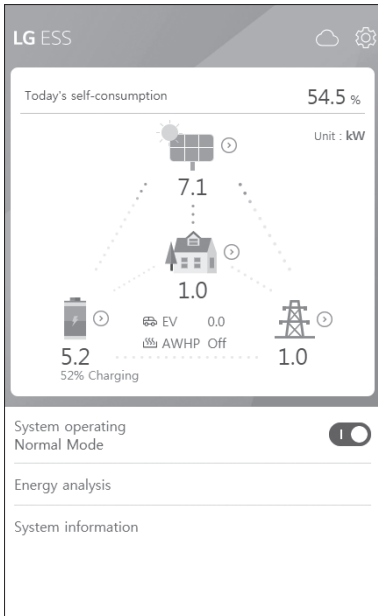 LG ESS
Today's self-consumption 54.5 %
Unit : kW
7.1
1.0
EV 0.0
AWHP Off
5.2
52% Charging
1.0
System operating
Normal Mode
Energy analysis
System information